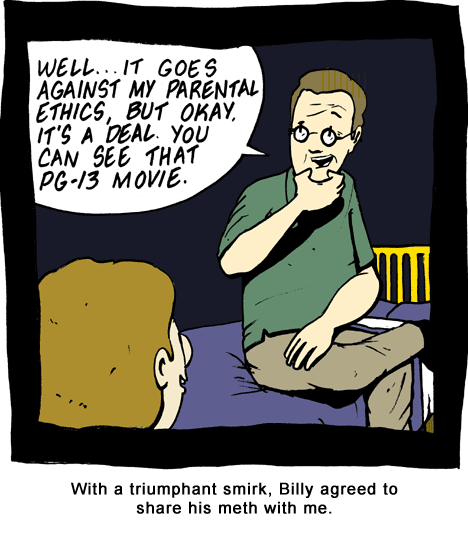 WELL...IT GOES
AGAINST MY PARENTAL
ETHICS, BUT OKAY.
IT'S A DEAL. YOU
CAN SEE THAT
PG-13 MOVIE.
With a triumphant smirk, Billy agreed to
share his meth with me.